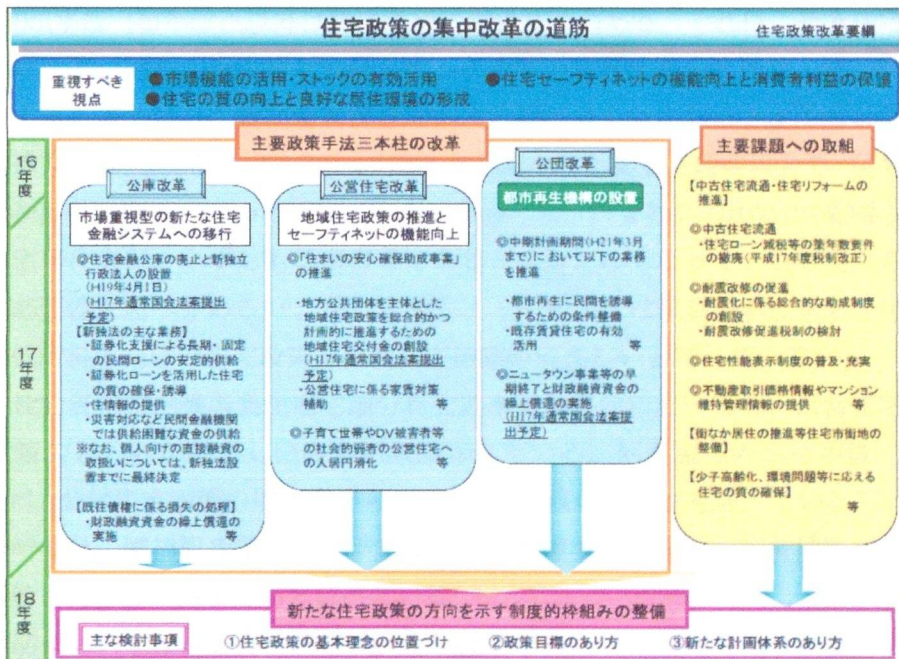 住宅政策の集中改革の道筋
住宅政策改革要綱
重視すべき
視点
●市場機能の活用・ストックの有効活用
●住宅セーフティネットの機能向上と消費者利益の保護
●住宅の質の向上と良好な居住環境の形成
16
年
度
17
年
度
18
年
度
主要政策手法三本柱の改革
公庫改革
市場重視型の新たな住宅
金融システムへの移行
◎住宅金融公庫の廃止と新独立
行政法人の設置
(H19年4月1日)
(H17年通常国会法案提出
予定)
【新独法の主な業務】
・証券化支援による長期・固定
の民間ローンの安定的供給
・証券化ローンを活用した住宅
の質の確保・誘導
・住情報の提供
・災害対応など民間金融機関
では供給困難な資金の供給
※なお、個人向けの直接融資の
取扱いについては、新独法設
置までに最終決定
【既往債権に係る損失の処理】
・財政融資資金の繰上償還の
実施 等
公営住宅改革
地域住宅政策の推進と
セーフティネットの機能向上
◎「住まいの安心確保助成事業」
の推進
・地方公共団体を主体とした
地域住宅政策を総合的かつ
計画的に推進するための
地域住宅交付金の創設
(H17年通常国会法案提出
予定)
・公営住宅に係る家賃対策
補助 等
◎子育て世帯やDV被害者等
の社会的弱者の公営住宅へ
の入居円滑化 等
公団改革
都市再生機構の設置
◎中期計画期間(H21年3月
まで)において以下の業務
を推進
・都市再生に民間を誘導
するための条件整備
・既存賃貸住宅の有効
活用 等
◎ニュータウン事業等の早
期終了と財政融資資金の
繰上償還の実施
(H17年通常国会法案提
出予定)
主要課題への取組
【中古住宅流通・住宅リフォームの
推進】
◎中古住宅流通
・住宅ローン減税等の築年数要件
の撤廃(平成17年度税制改正)
◎耐震改修の促進
・耐震化に係る総合的な助成制度
の創設
・耐震改修促進税制の検討
◎住宅性能表示制度の普及・充実
◎不動産取引価格情報やマンション
維持管理情報の提供 等
【街なか居住の推進等住宅市街地の
整備】
【少子高齢化、環境問題等に応える
住宅の質の確保】
等
新たな住宅政策の方向を示す制度的枠組みの整備
主な検討事項
①住宅政策の基本理念の位置づけ
②政策目標のあり方
③新たな計画体系のあり方